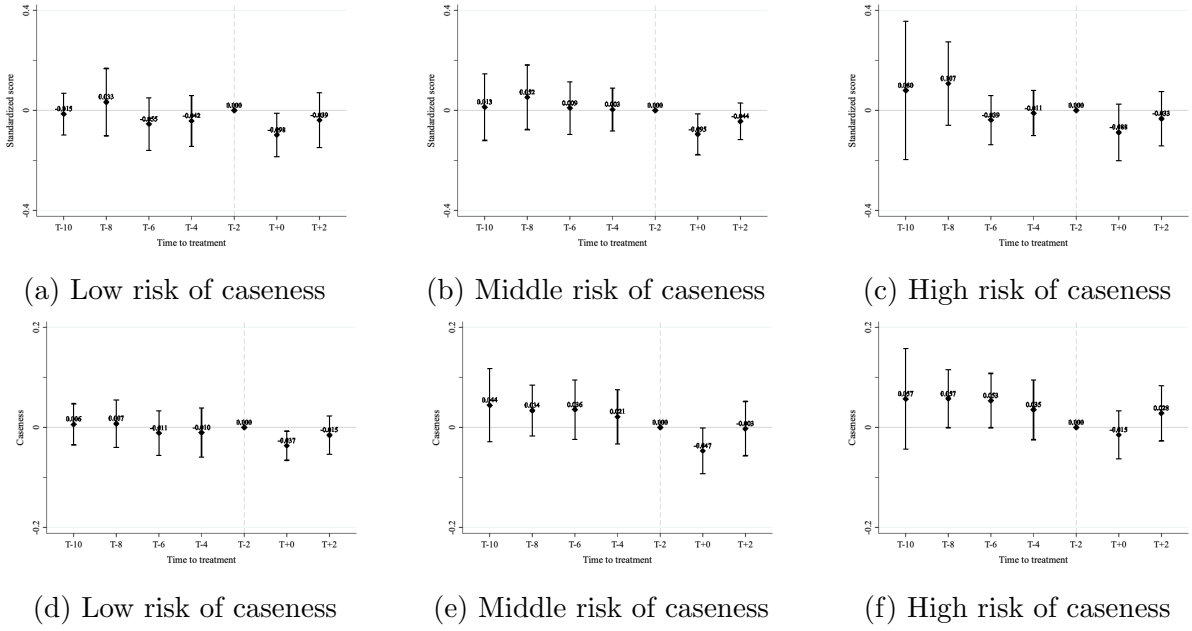 0.4
0.4
0.4
Standardized score
0
-0.4
-0.015
0.033
-0.055
-0.042
0.000
-0.098
-0.039
T-10 T-8 T-6 T-4 T-2 T+0 T+2
Time to treatment
Standardized score
0
-0.4
0.013
0.052
0.009
0.003
0.000
-0.095
-0.044
T-10 T-8 T-6 T-4 T-2 T+0 T+2
Time to treatment
Standardized score
0
-0.4
0.080
0.107
-0.039
-0.011
0.000
-0.088
-0.033
T-10 T-8 T-6 T-4 T-2 T+0 T+2
Time to treatment
(a) Low risk of caseness
(b) Middle risk of caseness
(c) High risk of caseness
0.2
Caseness
0
-0.2
0.006
0.007
-0.011
-0.010
0.000
-0.037
-0.015
T-10 T-8 T-6 T-4 T-2 T+0 T+2
Time to treatment
0.2
Caseness
0
-0.2
0.044
0.034
0.036
0.021
0.000
-0.047
-0.003
T-10 T-8 T-6 T-4 T-2 T+0 T+2
Time to treatment
0.2
Caseness
0
-0.2
0.057
0.057
0.053
0.035
0.000
-0.015
0.028
T-10 T-8 T-6 T-4 T-2 T+0 T+2
Time to treatment
(d) Low risk of caseness
(e) Middle risk of caseness
(f) High risk of caseness